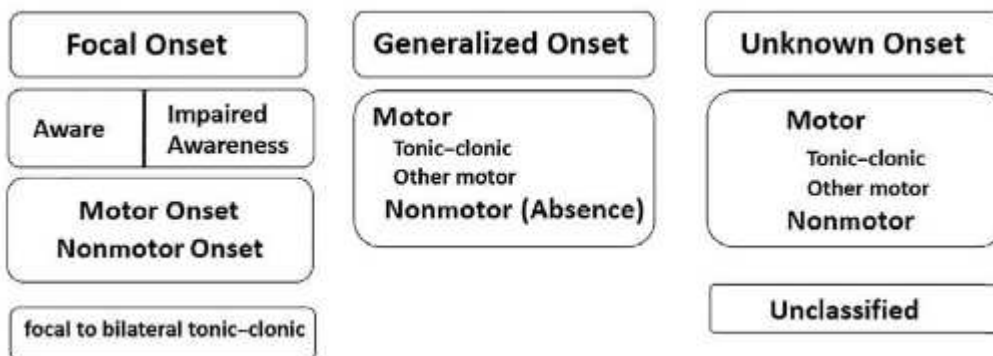 Focal Onset
Aware
Impaired
Awareness
Motor Onset
Nonmotor Onset
focal to bilateral tonic–clonic
Generalized Onset
Motor
Tonic–clonic
Other motor
Nonmotor (Absence)
Unknown Onset
Motor
Tonic–clonic
Other motor
Nonmotor
Unclassified